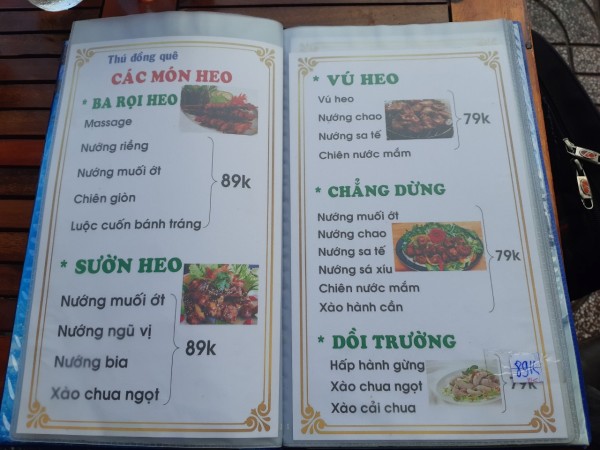 Thú đồng quê
CÁC MÓN HEO
* BA RỌI HEO
Massage
Nướng riềng
Nướng muối ớt
Chiên giòn
Luộc cuốn bánh tráng
89k
* SƯỜN HEO
Nướng muối ớt
Nướng ngũ vị
Nướng bia
Xào chua ngọt
89k
* VÚ HEO
Vú heo
Nướng chao
Nướng sa tế
Chiên nước mắm
79k
* CHẲNG DỪNG
Nướng muối ớt
Nướng chao
Nướng sa tế
Nướng sá xíu
Chiên nước mắm
Xào hành cần
79k
* DỒI TRƯỜNG
Hấp hành gừng
Xào chua ngọt
Xào cải chua
89K
79k